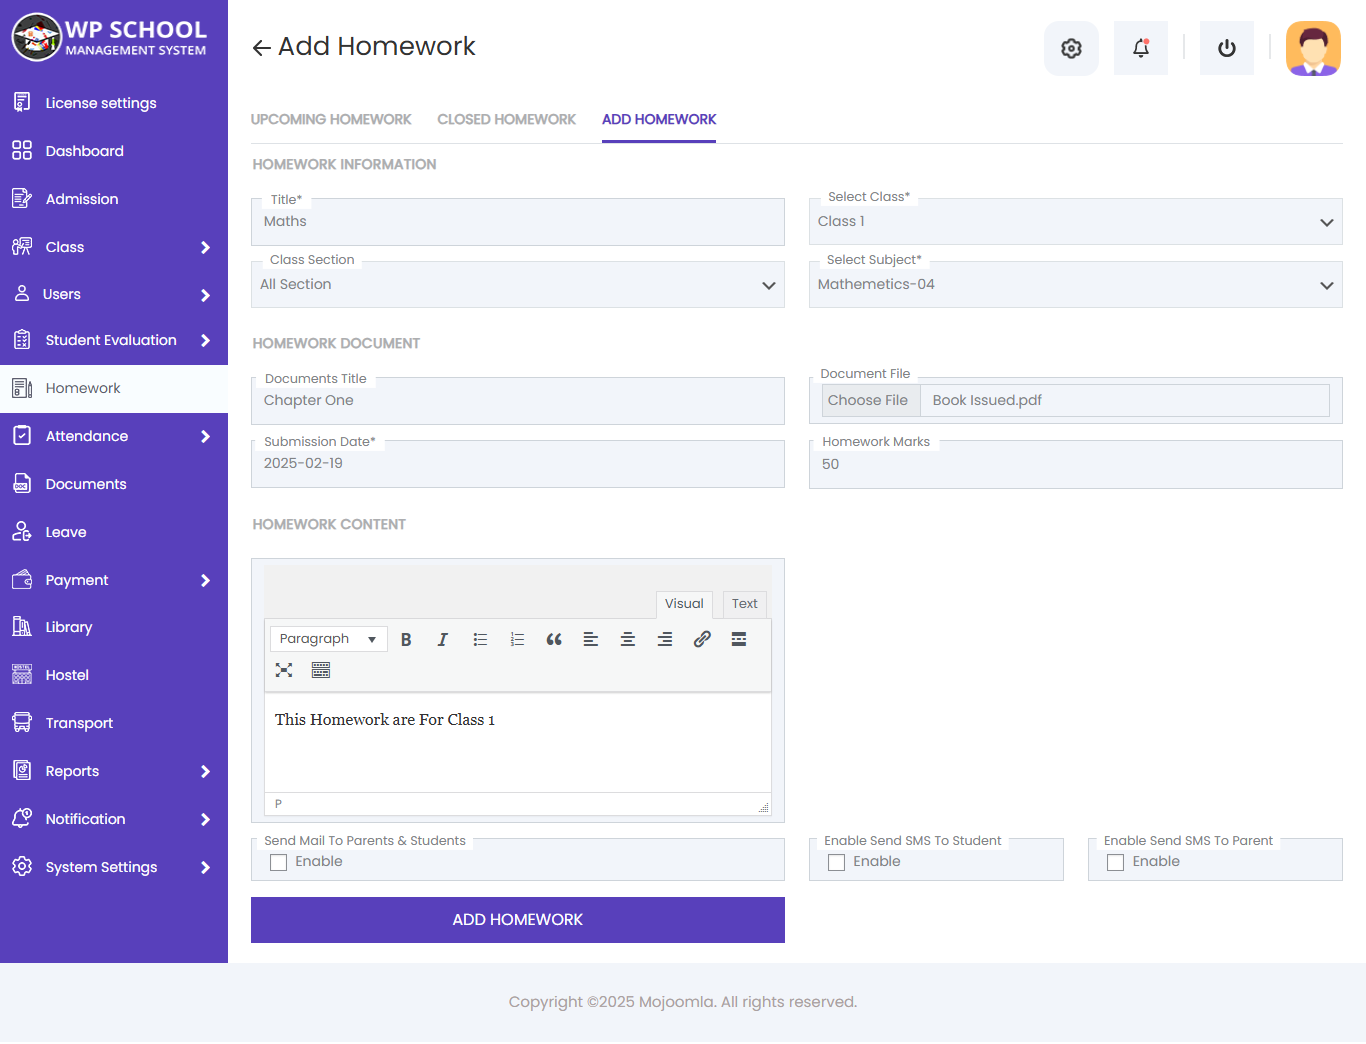 WP SCHOOL
MANAGEMENT SYSTEM
License settings
Dashboard
Admission
Class
Users
Student Evaluation
Homework
Attendance
Documents
Leave
Payment
Library
Hostel
Transport
Reports
Notification
System Settings
Add Homework
UPCOMING HOMEWORK CLOSED HOMEWORK ADD HOMEWORK
HOMEWORK INFORMATION
Title*
Maths
Select Class*
Class 1
Class Section
All Section
Select Subject*
Mathemetics-04
HOMEWORK DOCUMENT
Documents Title
Chapter One
Document File
Choose File Book Issued.pdf
Submission Date*
2025-02-19
Homework Marks
50
HOMEWORK CONTENT
Visual Text
Paragraph
This Homework are For Class 1
P
Send Mail To Parents & Students
Enable
Enable Send SMS To Student
Enable
Enable Send SMS To Parent
Enable
ADD HOMEWORK
Copyright ©2025 Mojoomla. All rights reserved.